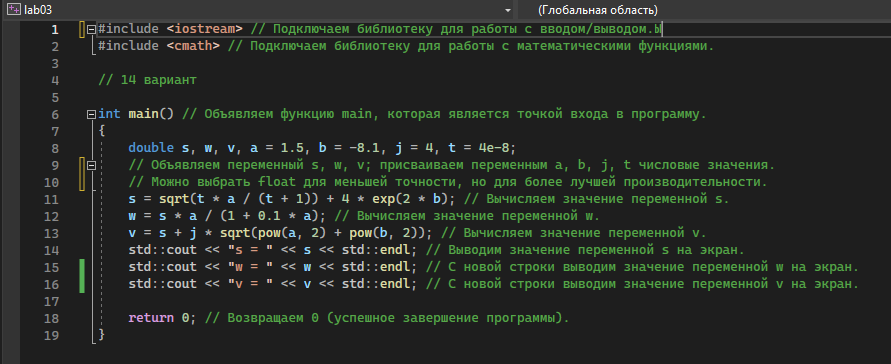 lab03 (Глобальная область)
1 #include <iostream> // Подключаем библиотеку для работы с вводом/выводом.Ы
2 #include <cmath> // Подключаем библиотеку для работы с математическими функциями.
3
4 // 14 вариант
5
6 int main() // Объявляем функцию main, которая является точкой входа в программу.
7 {
8 double s, w, v, a = 1.5, b = -8.1, j = 4, t = 4e-8;
9 // Объявляем переменный s, w, v; присваиваем переменным a, b, j, t числовые значения.
10 // Можно выбрать float для меньшей точности, но для более лучшей производительности.
11 s = sqrt(t * a / (t + 1)) + 4 * exp(2 * b); // Вычисляем значение переменной s.
12 w = s * a / (1 + 0.1 * a); // Вычисляем значение переменной w.
13 v = s + j * sqrt(pow(a, 2) + pow(b, 2)); // Вычисляем значение переменной v.
14 std::cout << "s = " << s << std::endl; // Выводим значение переменной s на экран.
15 std::cout << "w = " << w << std::endl; // С новой строки выводим значение переменной w на экран.
16 std::cout << "v = " << v << std::endl; // С новой строки выводим значение переменной v на экран.
17
18 return 0; // Возвращаем 0 (успешное завершение программы).
19 }